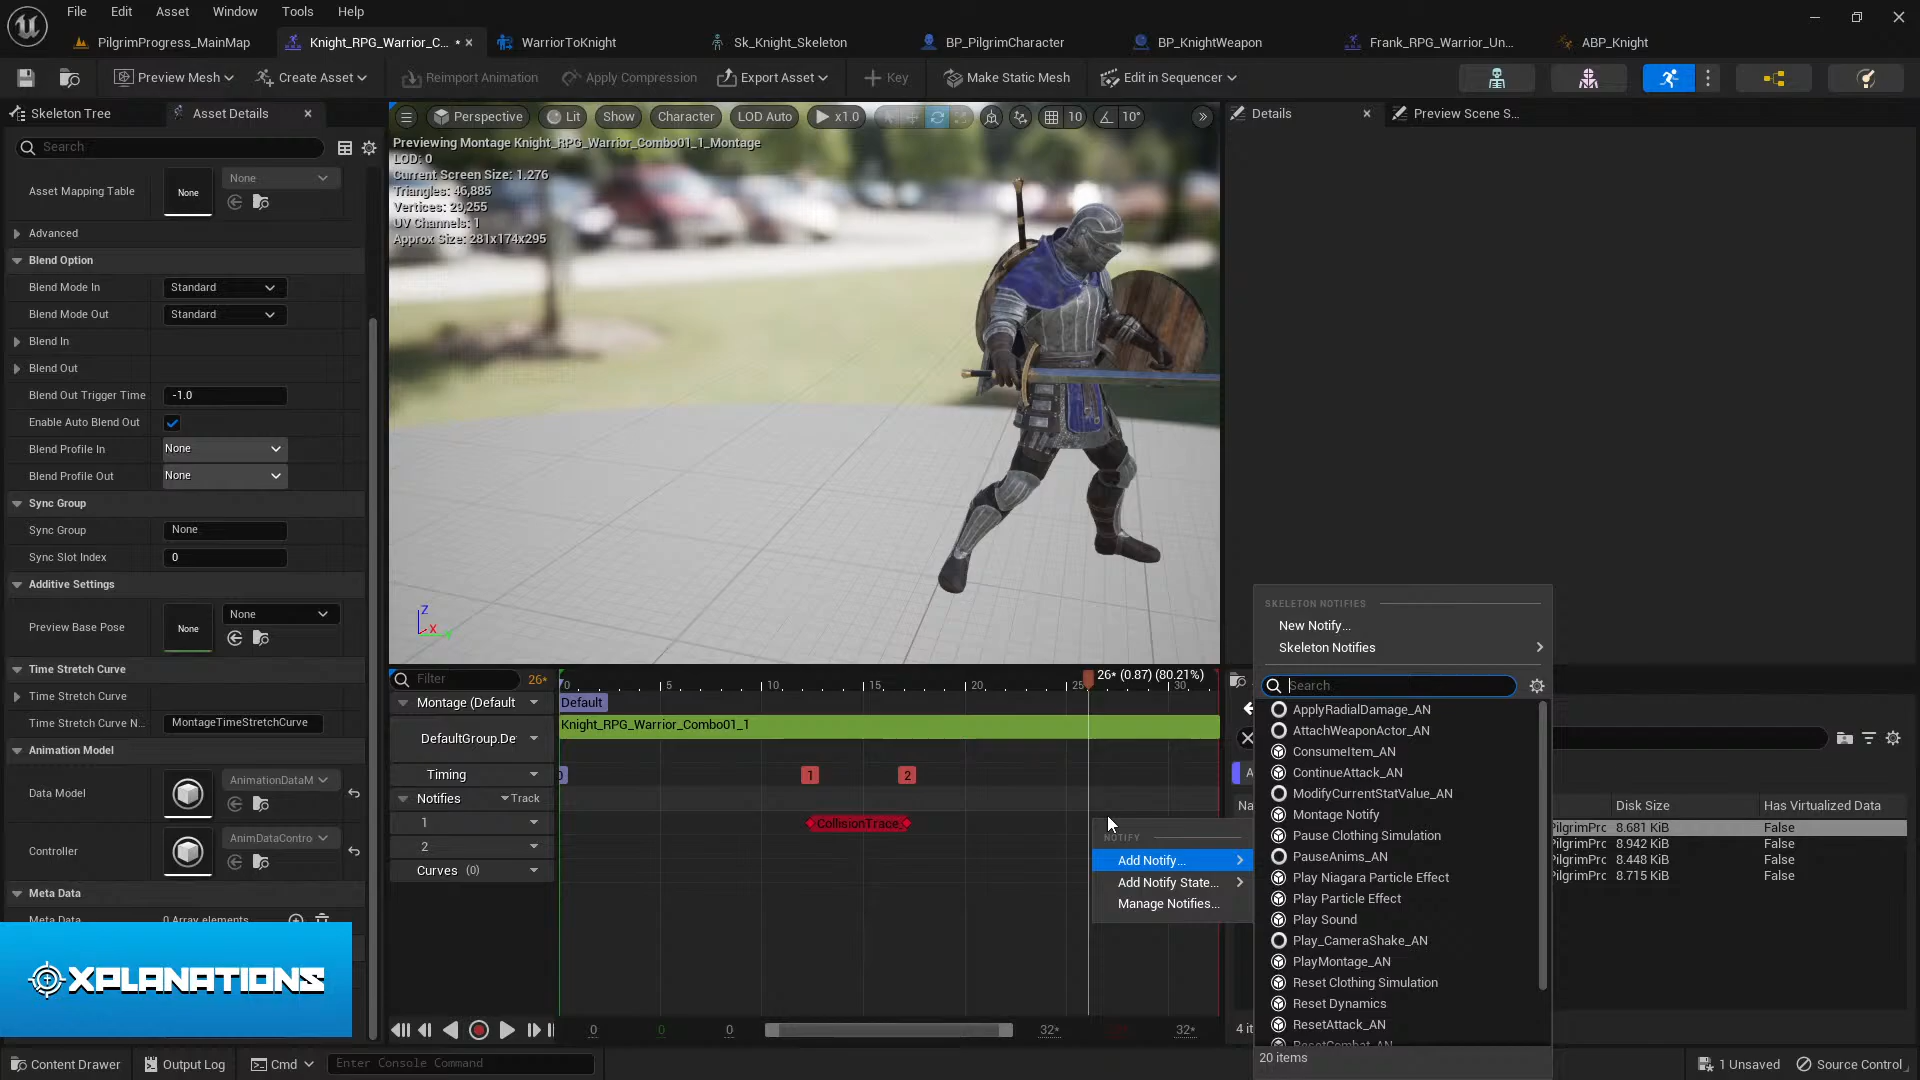 File Edit Asset Window Tools Help
PilgrimProgress_MainMap Knight_RPG_Warrior_C... • WarriorToKnight Sk_Knight_Skeleton BP_PilgrimCharacter BP_KnightWeapon Frank_RPG_Warrior_Un... ABP_Knight
Preview Mesh Create Asset Reimport Animation Apply Compression Export Asset Key Make Static Mesh Edit in Sequencer
Skeleton Tree Asset Details
Search
Asset Mapping Table None None
Advanced
Blend Option
Blend Mode In Standard
Blend Mode Out Standard
Blend In
Blend Out
Blend Out Trigger Time -1.0
Enable Auto Blend Out
Blend Profile In None
Blend Profile Out None
Sync Group
Sync Group None
Sync Slot Index 0
Additive Settings
Preview Base Pose None None
Time Stretch Curve
Time Stretch Curve
Time Stretch Curve N... MontageTimeStretchCurve
Animation Model
Data Model AnimationDataM
Controller AnimDataContro
Meta Data
Meta Data 0 Array elements
XPLANATIONS
Perspective Lit Show Character LOD Auto x1.0 10 10°
Previewing Montage Knight_RPG_Warrior_Combo01_1_Montage
LOD: 0
Current Screen Size: 1.276
Triangles: 46,885
Vertices: 29,255
UV Channels: 1
Approx Size: 281x174x295
Z
X
Details Preview Scene S...
Filter 26* 0 5 10 15 20 25 30 26* (0.87) (80.21%)
Montage (Default Default
DefaultGroup.De Knight_RPG_Warrior_Combo01_1
Timing 1 2
Notifies Track
1 CollisionTrace
2
Curves (0)
0 0 0 32* 32*
NOTIFY
Add Notify...
Add Notify State...
Manage Notifies...
SKELETON NOTIFIES
New Notify...
Skeleton Notifies
Search
ApplyRadialDamage_AN
AttachWeaponActor_AN
ConsumeItem_AN
ContinueAttack_AN
ModifyCurrentStatValue_AN
Montage Notify
Pause Clothing Simulation
PauseAnims_AN
Play Niagara Particle Effect
Play Particle Effect
Play Sound
Play_CameraShake_AN
PlayMontage_AN
Reset Clothing Simulation
Reset Dynamics
ResetAttack_AN
ResetCombat_AN
20 items
A
Na Disk Size Has Virtualized Data
PilgrimPrc 8.681 KiB False
PilgrimPrc 8.942 KiB False
PilgrimPrc 8.448 KiB False
PilgrimPrc 8.715 KiB False
4 it
Content Drawer Output Log Cmd Enter Console Command 1 Unsaved Source Control